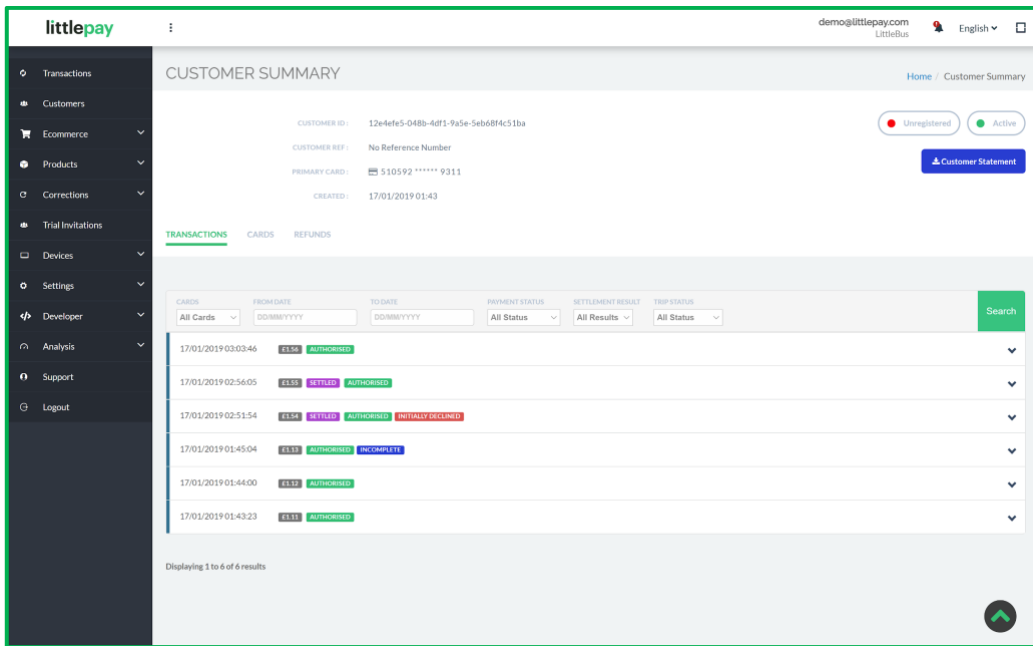 littlepay
demo@littlepay.com
LittleBus
English
Transactions
Customers
Ecommerce
Products
Corrections
Trial Invitations
Devices
Settings
Developer
Analysis
Support
Logout
CUSTOMER SUMMARY
Home / Customer Summary
CUSTOMER ID : 12e4efe5-048b-4df1-9a5e-5eb68f4c51ba
CUSTOMER REF : No Reference Number
PRIMARY CARD : 510592 ****** 9311
CREATED : 17/01/2019 01:43
Unregistered
Active
Customer Statement
TRANSACTIONS CARDS REFUNDS
CARDS FROM DATE TO DATE PAYMENT STATUS SETTLEMENT RESULT TRIP STATUS
All Cards DD/MM/YYYY DD/MM/YYYY All Status All Results All Status Search
17/01/2019 03:03:46 £1.56 AUTHORISED
17/01/2019 02:56:05 £1.55 SETTLED AUTHORISED
17/01/2019 02:51:54 £1.54 SETTLED AUTHORISED INITIALLY DECLINED
17/01/2019 01:45:04 £1.13 AUTHORISED INCOMPLETE
17/01/2019 01:44:00 £1.12 AUTHORISED
17/01/2019 01:43:23 £1.11 AUTHORISED
Displaying 1 to 6 of 6 results